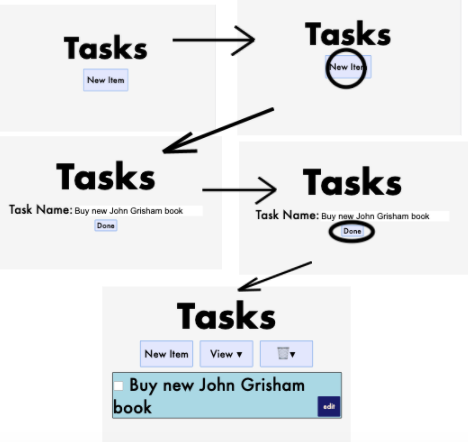 Tasks
New Item
Tasks
New Item
Tasks
Task Name: Buy new John Grisham book
Done
Tasks
Task Name: Buy new John Grisham book
Done
Tasks
New Item View ▾ 🗑️▾
Buy new John Grisham
book
edit